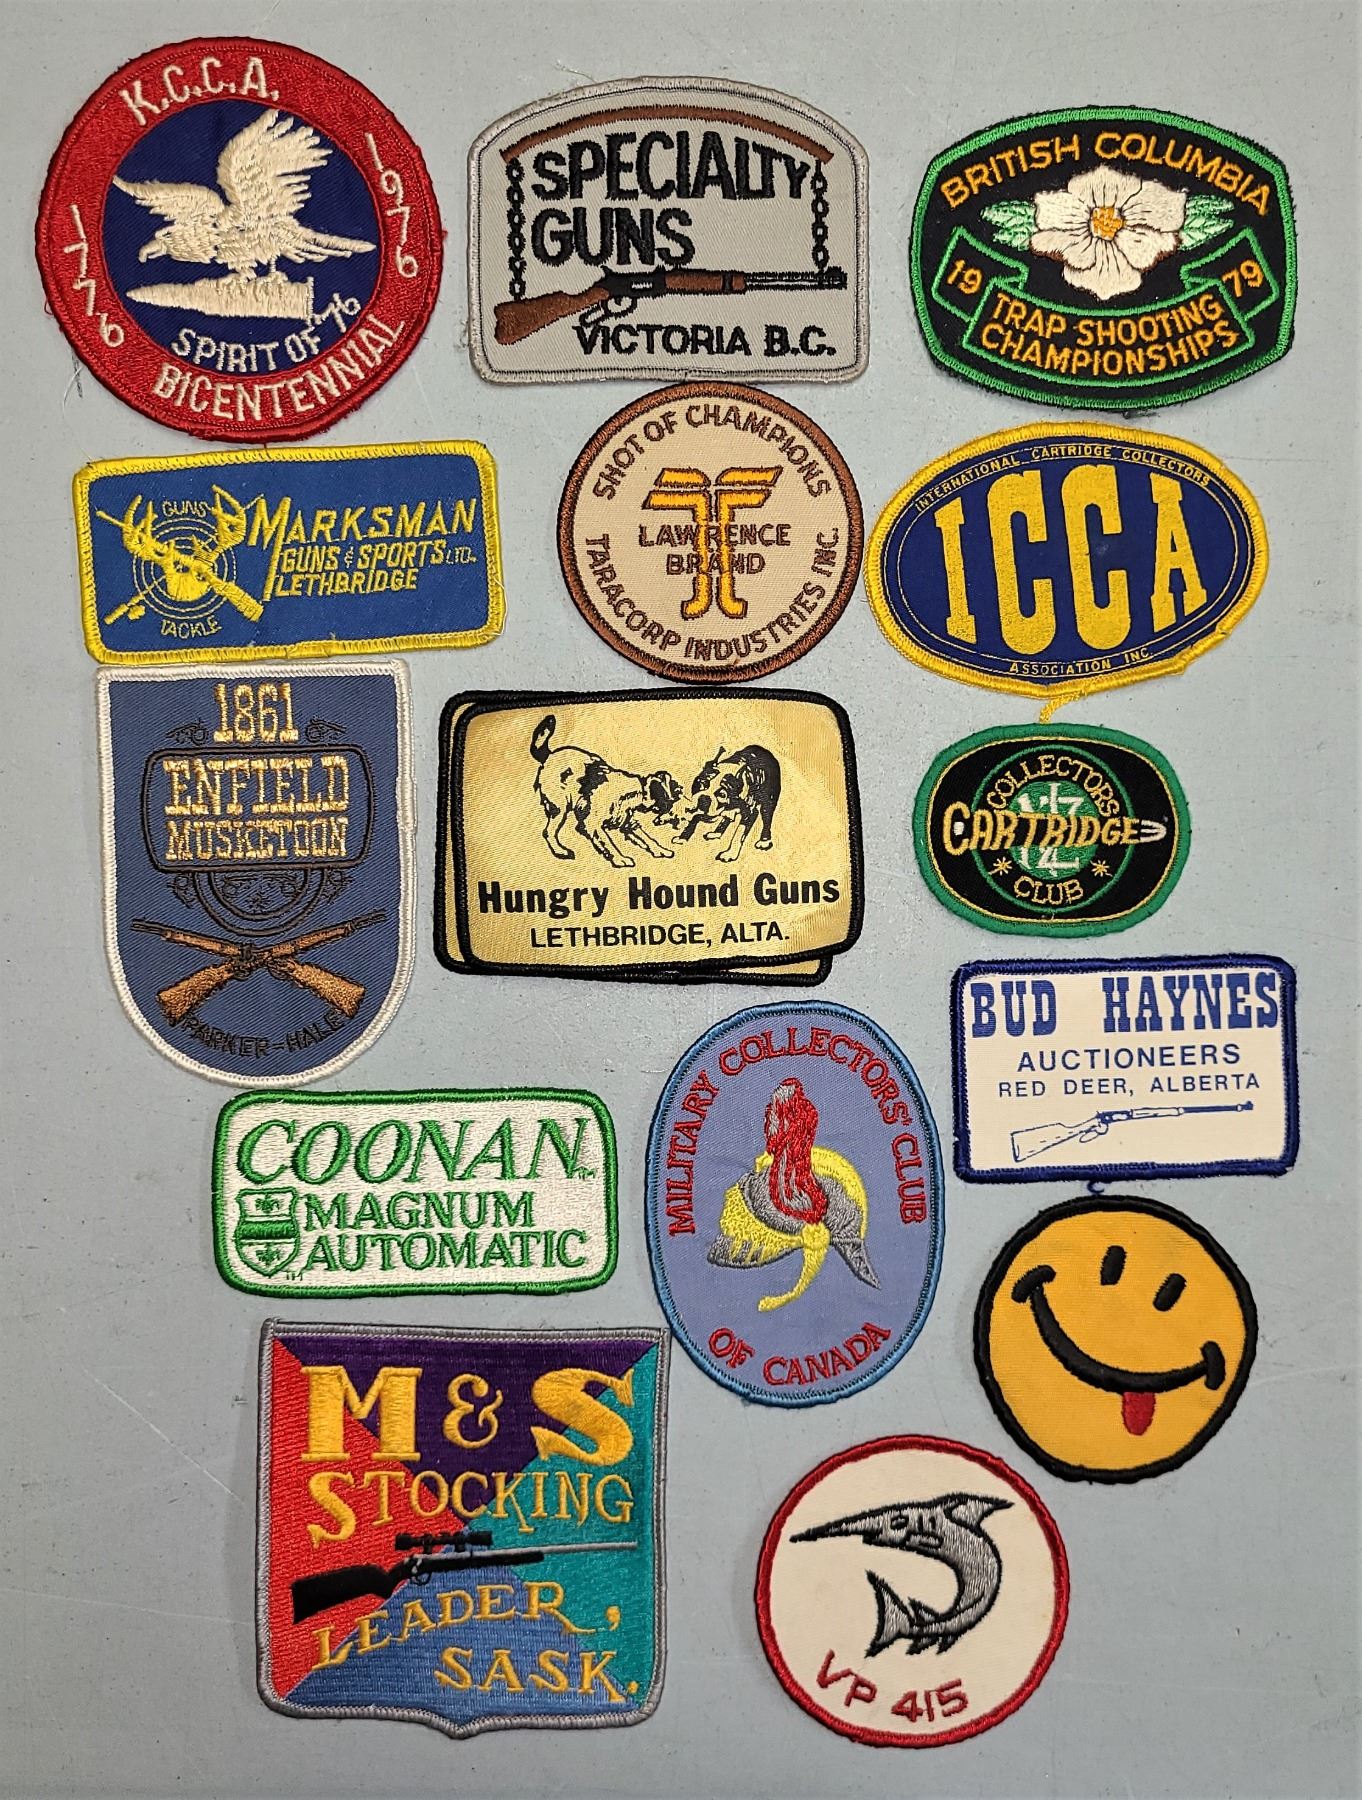 K.C.C.A.
1776
1976
SPIRIT OF '76
BICENTENNIAL
SPECIALTY
GUNS
VICTORIA B.C.
BRITISH COLUMBIA
1979
TRAP SHOOTING
CHAMPIONSHIPS
GUNS
TACKLE
MARKSMAN
GUNS & SPORTS LTD.
LETHBRIDGE
SHOT OF CHAMPIONS
LAWRENCE
BRAND
TARACORP INDUSTRIES INC.
INTERNATIONAL CARTRIDGE COLLECTORS
ICCA
ASSOCIATION INC.
1861
ENFIELD
MUSKETOON
PARKER-HALE
Hungry Hound Guns
LETHBRIDGE, ALTA.
COLLECTORS
CARTRIDGE
CLUB
BUD HAYNES
AUCTIONEERS
RED DEER, ALBERTA
COONAN TM
MAGNUM
AUTOMATIC
TM
MILITARY COLLECTORS' CLUB
OF CANADA
M & S
STOCKING
LEADER,
SASK.
VP 415